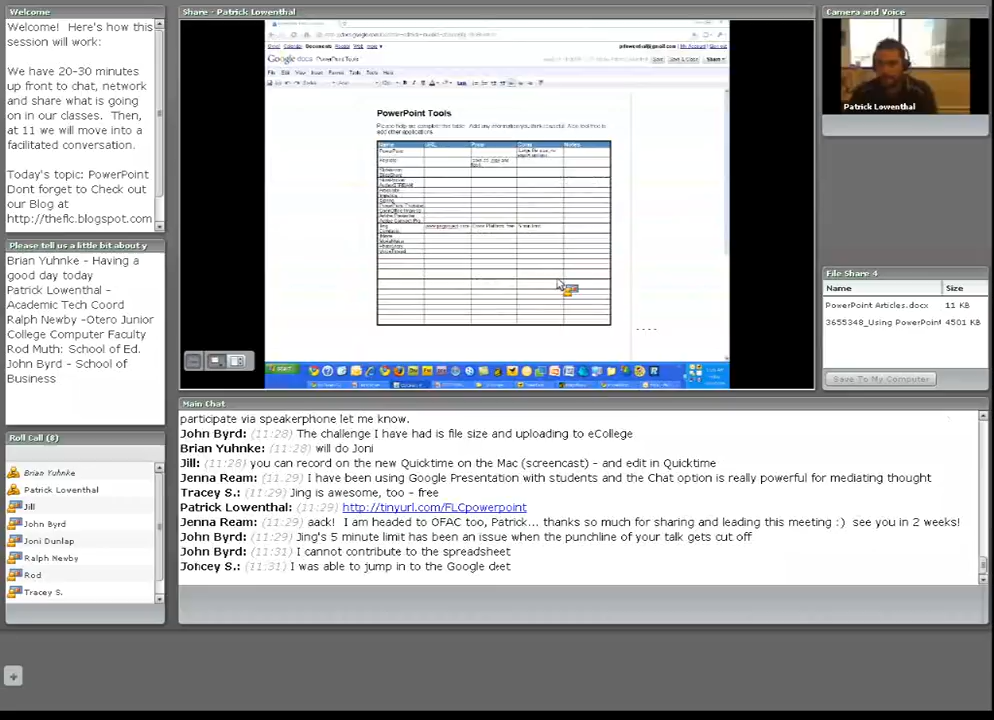 Welcome
Welcome! Here's how this
session will work:
We have 20-30 minutes
up front to chat, network
and share what is going
on in our classes. Then,
at 11 we will move into a
facilitated conversation.
Today's topic: PowerPoint
Dont forget to Check out
our Blog at
http://theflc.blogspot.com
Please tell us a little bit about y
Brian Yuhnke - Having a
good day today
Patrick Lowenthal -
Academic Tech Coord
Ralph Newby -Otero Junior
College Computer Faculty
Rod Muth: School of Ed.
John Byrd - School of
Business
Roll Call (8)
Brian Yuhnke
Patrick Lowenthal
Jill
John Byrd
Joni Dunlap
Ralph Newby
Rod
Tracey S.
Share - Patrick Lowenthal
Google docs PowerPoint Tools
PowerPoint Tools
Name URL Pros Cons Notes
PowerPoint
Keynote
Camera and Voice
Patrick Lowenthal
File Share 4
Name Size
PowerPoint Articles.docx 11 KB
3655348_Using PowerPoint 4501 KB
Save To My Computer
Main Chat
participate via speakerphone let me know.
John Byrd: (11:28) The challenge I have had is file size and uploading to eCollege
Brian Yuhnke: (11:28) will do Joni
Jill: (11:28) you can record on the new Quicktime on the Mac (screencast) - and edit in Quicktime
Jenna Ream: (11:29) I have been using Google Presentation with students and the Chat option is really powerful for mediating thought
Tracey S.: (11:29) Jing is awesome, too - free
Patrick Lowenthal: (11:29) http://tinyurl.com/FLCpowerpoint
Jenna Ream: (11:29) aack! I am headed to OFAC too, Patrick... thanks so much for sharing and leading this meeting :) see you in 2 weeks!
John Byrd: (11:29) Jing's 5 minute limit has been an issue when the punchline of your talk gets cut off
John Byrd: (11:31) I cannot contribute to the spreadsheet
(11:31) I was able to jump in to the Google